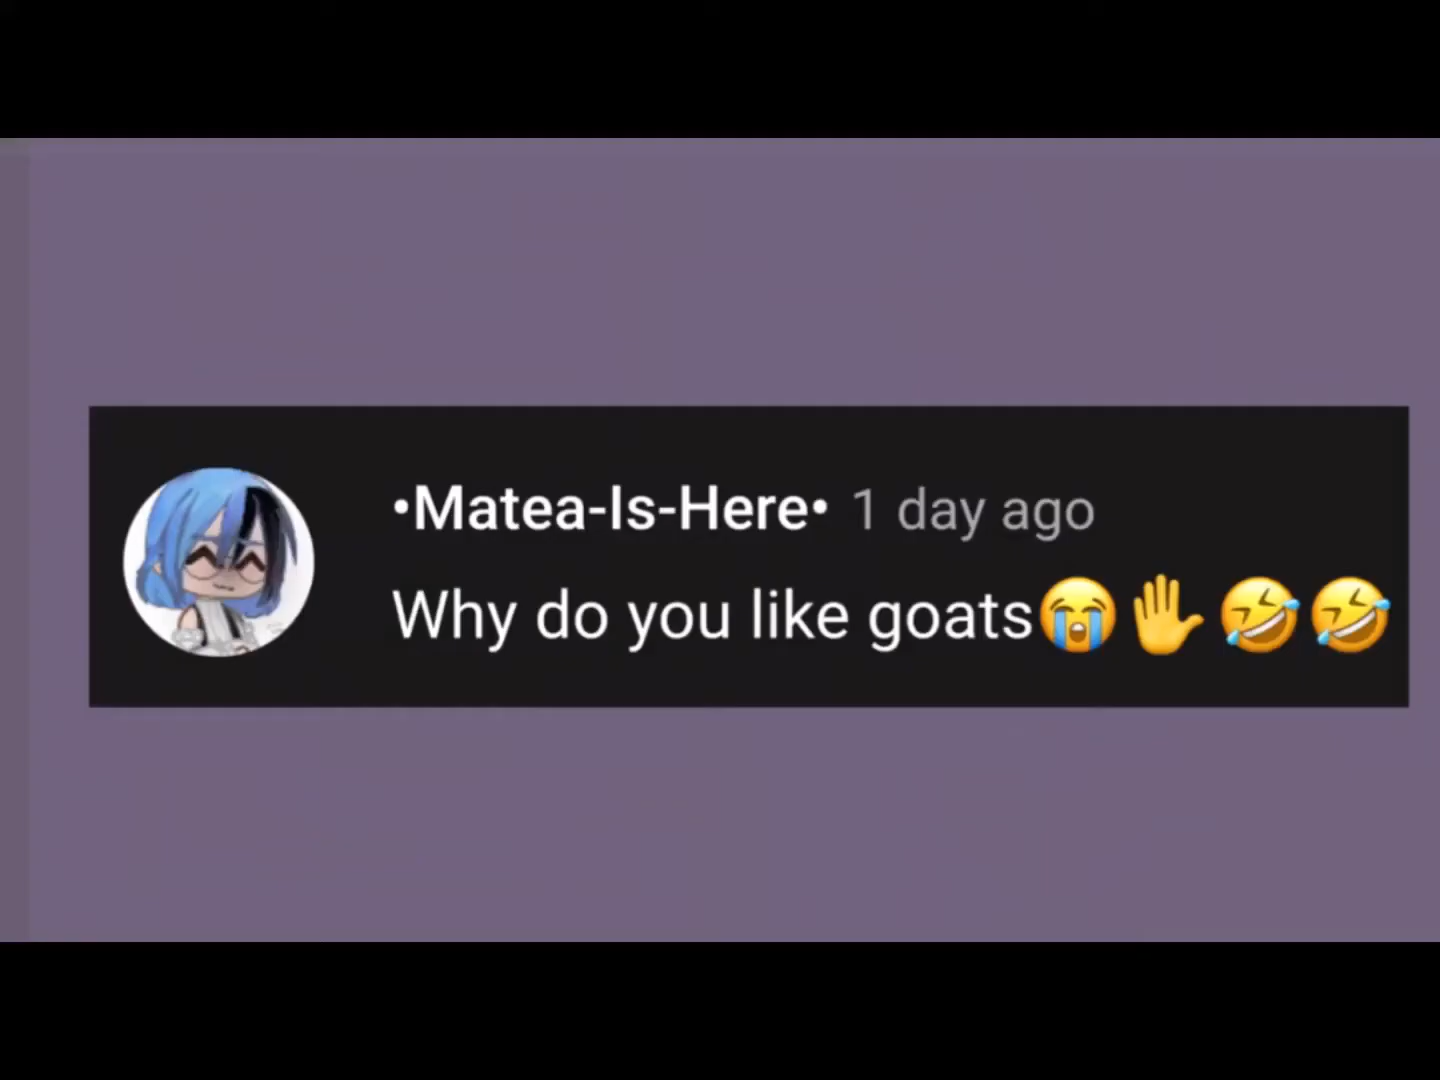 •Matea-Is-Here• 1 day ago
Why do you like goats😭✋🤣🤣